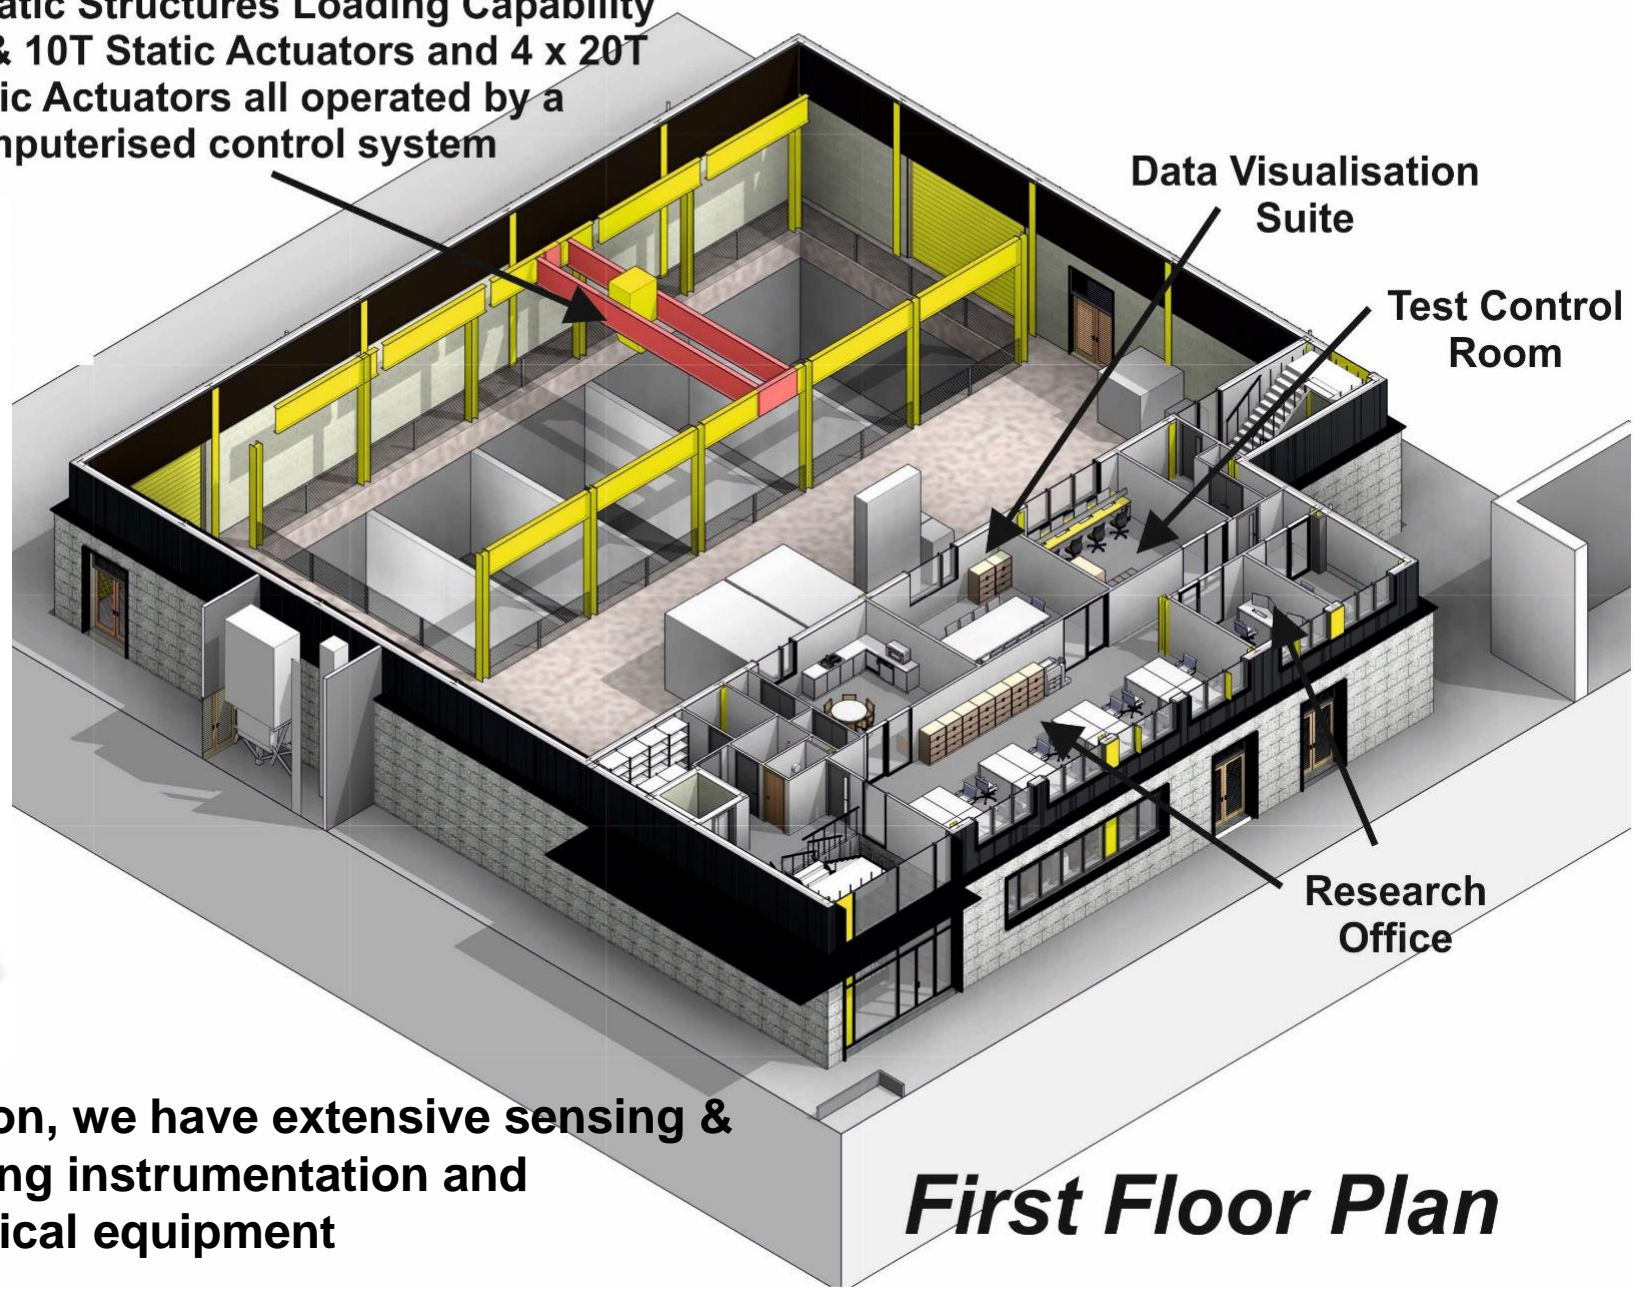 atic Structures Loading Capability
& 10T Static Actuators and 4 x 20T
ic Actuators all operated by a
mputerised control system
Data Visualisation
Suite
Test Control
Room
Research
Office
on, we have extensive sensing &
ng instrumentation and
ical equipment
First Floor Plan